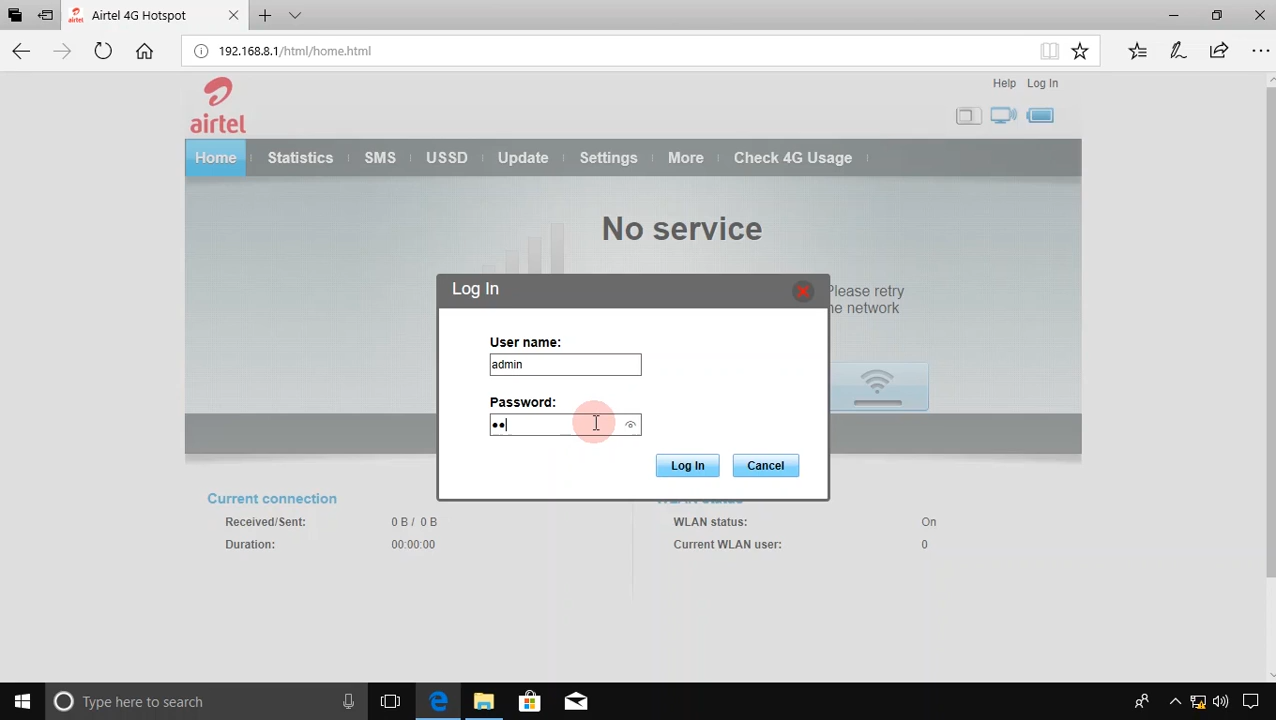 Airtel 4G Hotspot
192.168.8.1/html/home.html
airtel
Help Log In
Home Statistics SMS USSD Update Settings More Check 4G Usage
No service
Please retry
he network
Log In
User name:
admin
Password:
••
Log In Cancel
Current connection
Received/Sent: 0 B / 0 B
Duration: 00:00:00
WLAN status: On
Current WLAN user: 0
Type here to search